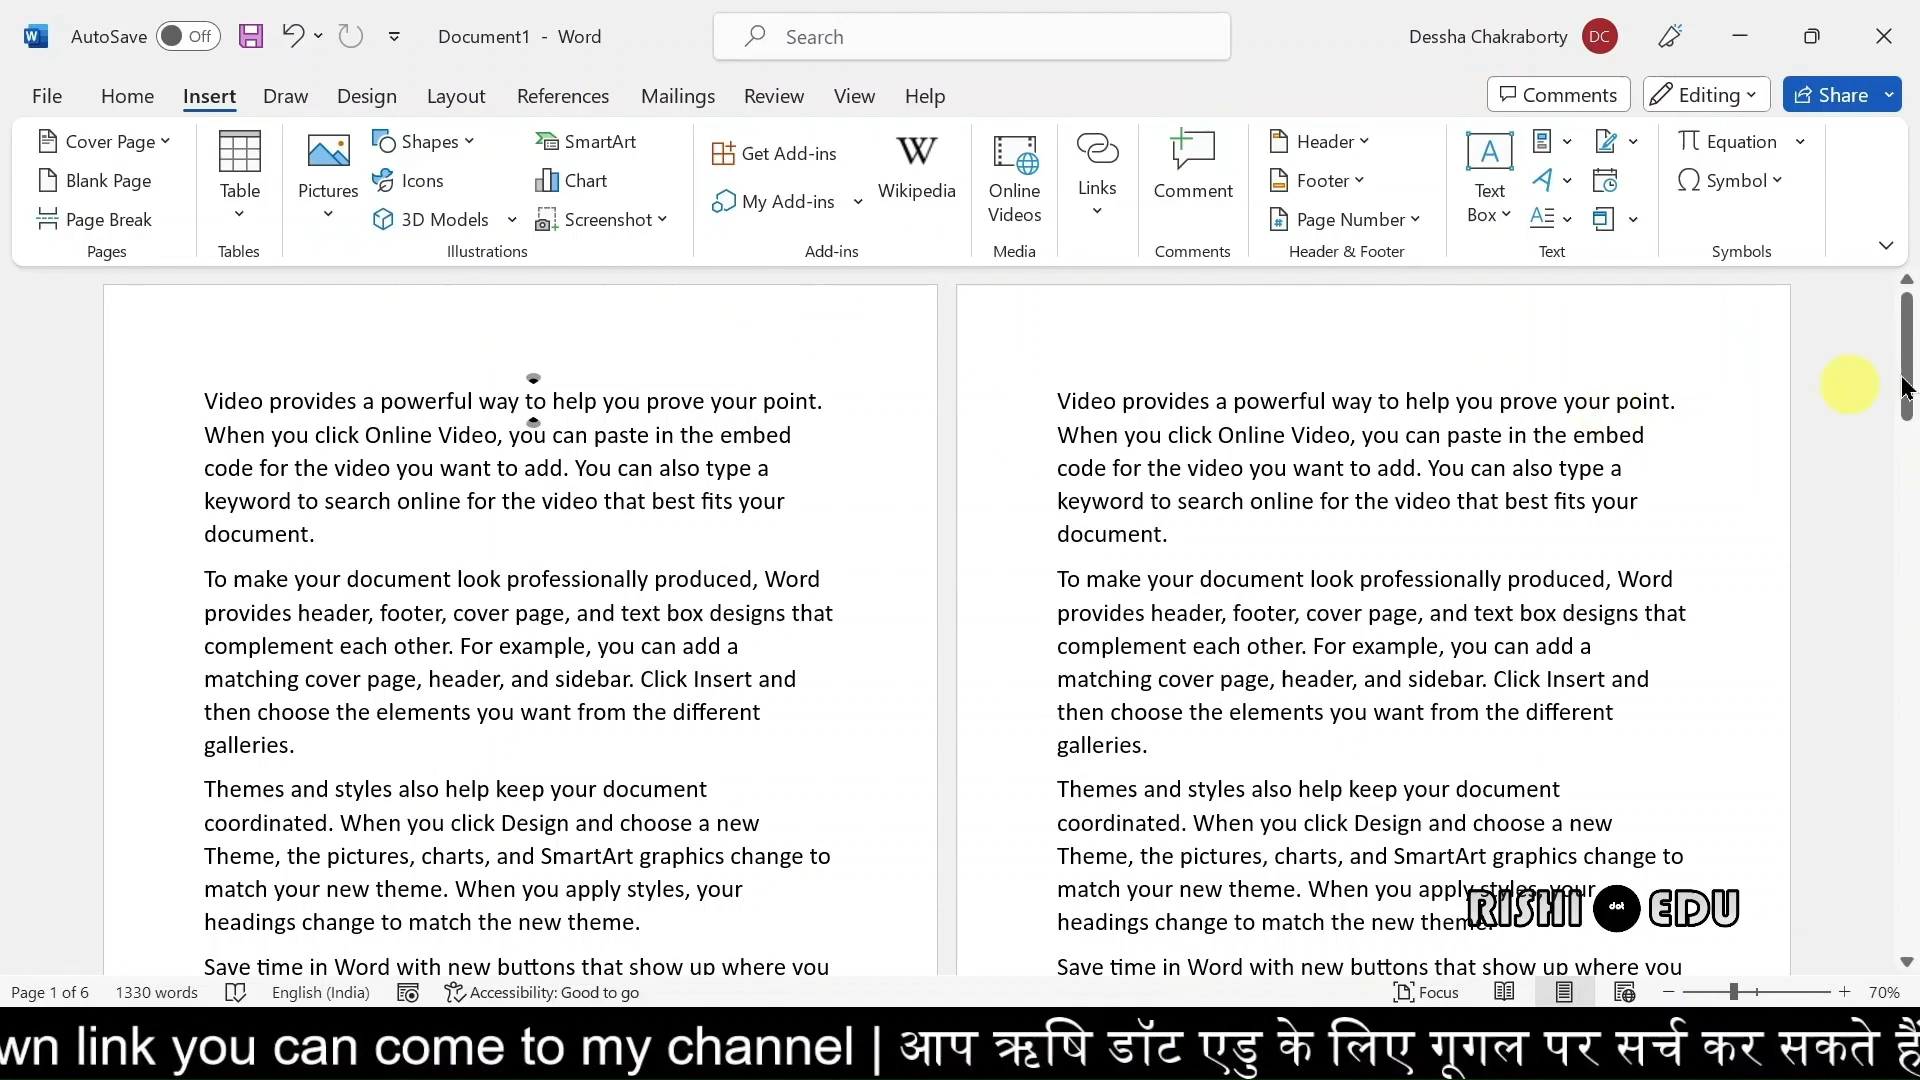 AutoSave Off Document1 - Word Search Dessha Chakraborty DC
File Home Insert Draw Design Layout References Mailings Review View Help Comments Editing Share
Cover Page
Blank Page
Page Break
Pages
Table
Tables
Pictures
Shapes
Icons
3D Models
SmartArt
Chart
Screenshot
Illustrations
Get Add-ins
My Add-ins
W
Wikipedia
Add-ins
Online
Videos
Media
Links
Comment
Comments
Header
Footer
Page Number
Header & Footer
A
Text
Box
Text
Equation
Symbol
Symbols
Video provides a powerful way to help you prove your point.
When you click Online Video, you can paste in the embed
code for the video you want to add. You can also type a
keyword to search online for the video that best fits your
document.
To make your document look professionally produced, Word
provides header, footer, cover page, and text box designs that
complement each other. For example, you can add a
matching cover page, header, and sidebar. Click Insert and
then choose the elements you want from the different
galleries.
Themes and styles also help keep your document
coordinated. When you click Design and choose a new
Theme, the pictures, charts, and SmartArt graphics change to
match your new theme. When you apply styles, your
headings change to match the new theme.
Save time in Word with new buttons that show up where you
Video provides a powerful way to help you prove your point.
When you click Online Video, you can paste in the embed
code for the video you want to add. You can also type a
keyword to search online for the video that best fits your
document.
To make your document look professionally produced, Word
provides header, footer, cover page, and text box designs that
complement each other. For example, you can add a
matching cover page, header, and sidebar. Click Insert and
then choose the elements you want from the different
galleries.
Themes and styles also help keep your document
coordinated. When you click Design and choose a new
Theme, the pictures, charts, and SmartArt graphics change to
match your new theme. When you apply styles, your
headings change to match the new theme.
Save time in Word with new buttons that show up where you
RISHI dot EDU
Page 1 of 6 1330 words English (India) Accessibility: Good to go Focus 70%
wn link you can come to my channel | आप ऋषि डॉट एडु के लिए गूगल पर सर्च कर सकते हैं